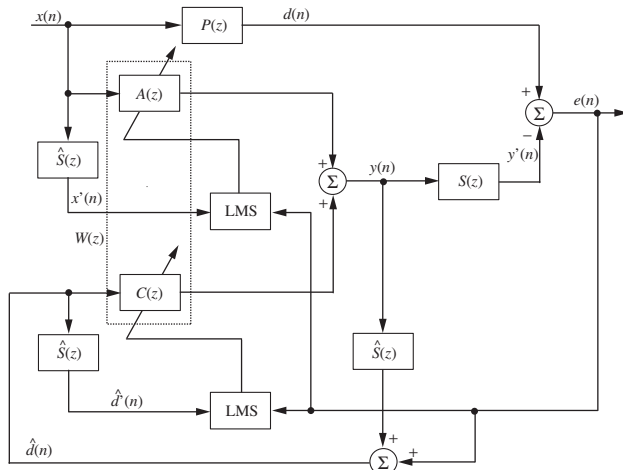 x(n)
P(z)
d(n)
A(z)
+
e(n)
Σ
−
Ŝ(z)
+
Σ
+
y(n)
S(z)
y'(n)
x'(n)
LMS
W(z)
C(z)
Ŝ(z)
Ŝ(z)
d̂'(n)
LMS
d̂(n)
+
Σ
+